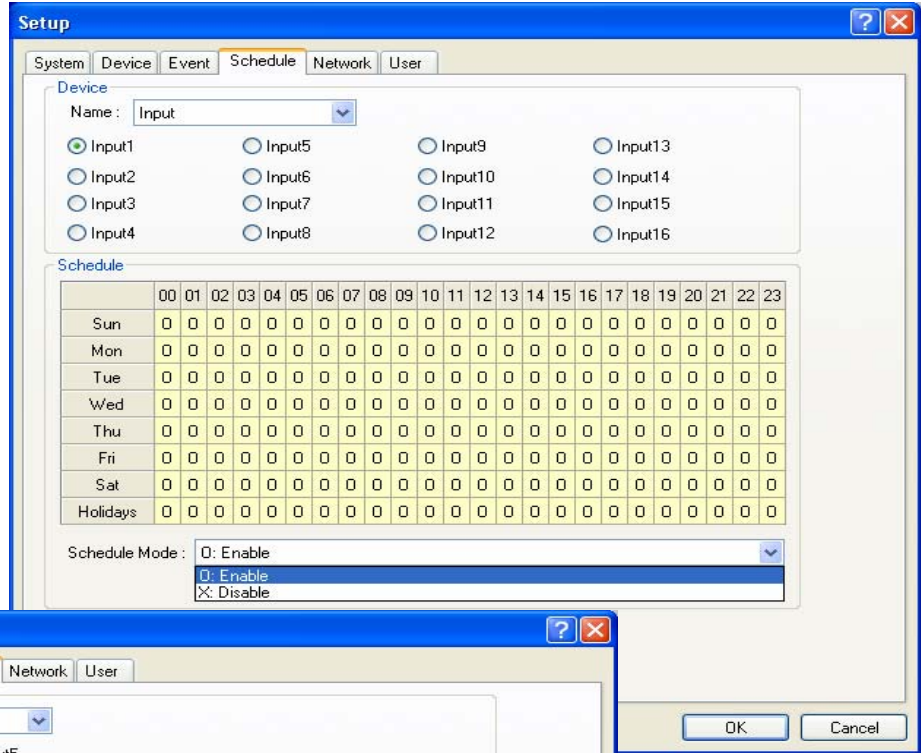 Setup
System Device Event Schedule Network User
Device
Name : Input
Input1 Input5 Input9 Input13
Input2 Input6 Input10 Input14
Input3 Input7 Input11 Input15
Input4 Input8 Input12 Input16
Schedule
00 01 02 03 04 05 06 07 08 09 10 11 12 13 14 15 16 17 18 19 20 21 22 23
Sun O O O O O O O O O O O O O O O O O O O O O O O O
Mon O O O O O O O O O O O O O O O O O O O O O O O O
Tue O O O O O O O O O O O O O O O O O O O O O O O O
Wed O O O O O O O O O O O O O O O O O O O O O O O O
Thu O O O O O O O O O O O O O O O O O O O O O O O O
Fri O O O O O O O O O O O O O O O O O O O O O O O O
Sat O O O O O O O O O O O O O O O O O O O O O O O O
Holidays O O O O O O O O O O O O O O O O O O O O O O O O
Schedule Mode : O: Enable
O: Enable
X: Disable
Network User
OK Cancel